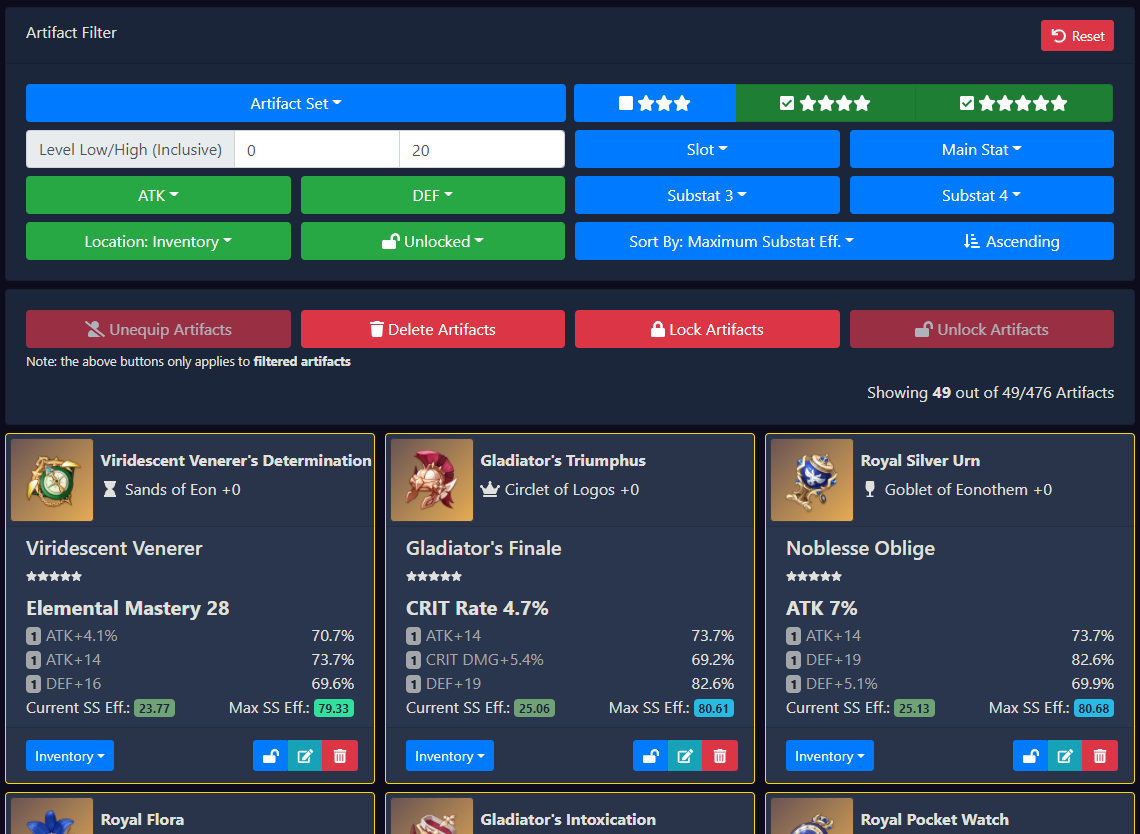 Artifact Filter
Reset
Artifact Set
Level Low/High (Inclusive) 0 20
Slot Main Stat
ATK DEF Substat 3 Substat 4
Location: Inventory Unlocked Sort By: Maximum Substat Eff. Ascending
Unequip Artifacts Delete Artifacts Lock Artifacts Unlock Artifacts
Note: the above buttons only applies to filtered artifacts
Showing 49 out of 49/476 Artifacts
Viridescent Venerer's Determination
Sands of Eon +0
Viridescent Venerer
Elemental Mastery 28
1 ATK+4.1% 70.7%
1 ATK+14 73.7%
1 DEF+16 69.6%
Current SS Eff.: 23.77 Max SS Eff.: 79.33
Inventory
Gladiator's Triumphus
Circlet of Logos +0
Gladiator's Finale
CRIT Rate 4.7%
1 ATK+14 73.7%
1 CRIT DMG+5.4% 69.2%
1 DEF+19 82.6%
Current SS Eff.: 25.06 Max SS Eff.: 80.61
Inventory
Royal Silver Urn
Goblet of Eonothem +0
Noblesse Oblige
ATK 7%
1 ATK+14 73.7%
1 DEF+19 82.6%
1 DEF+5.1% 69.9%
Current SS Eff.: 25.13 Max SS Eff.: 80.68
Inventory
Royal Flora
Gladiator's Intoxication
Royal Pocket Watch